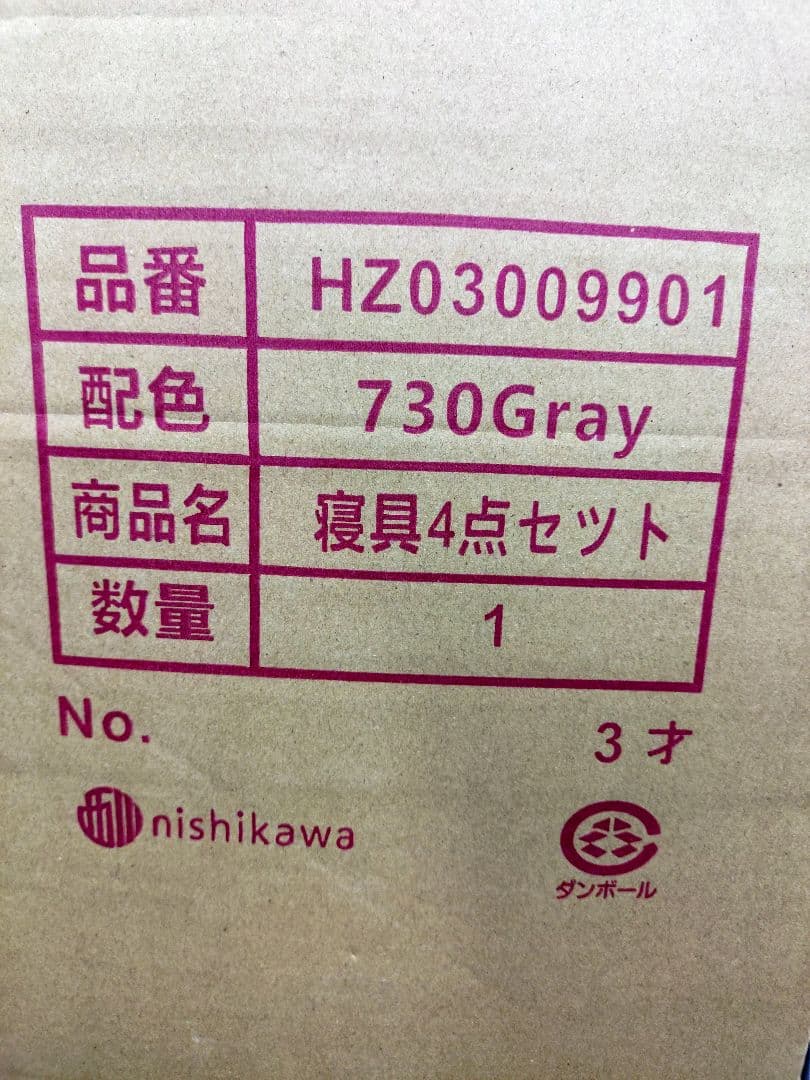 品番 HZ03009901
配色 730Gray
商品名 寝具4点セット
数量 1
No. 3才
nishikawa
ダンボール